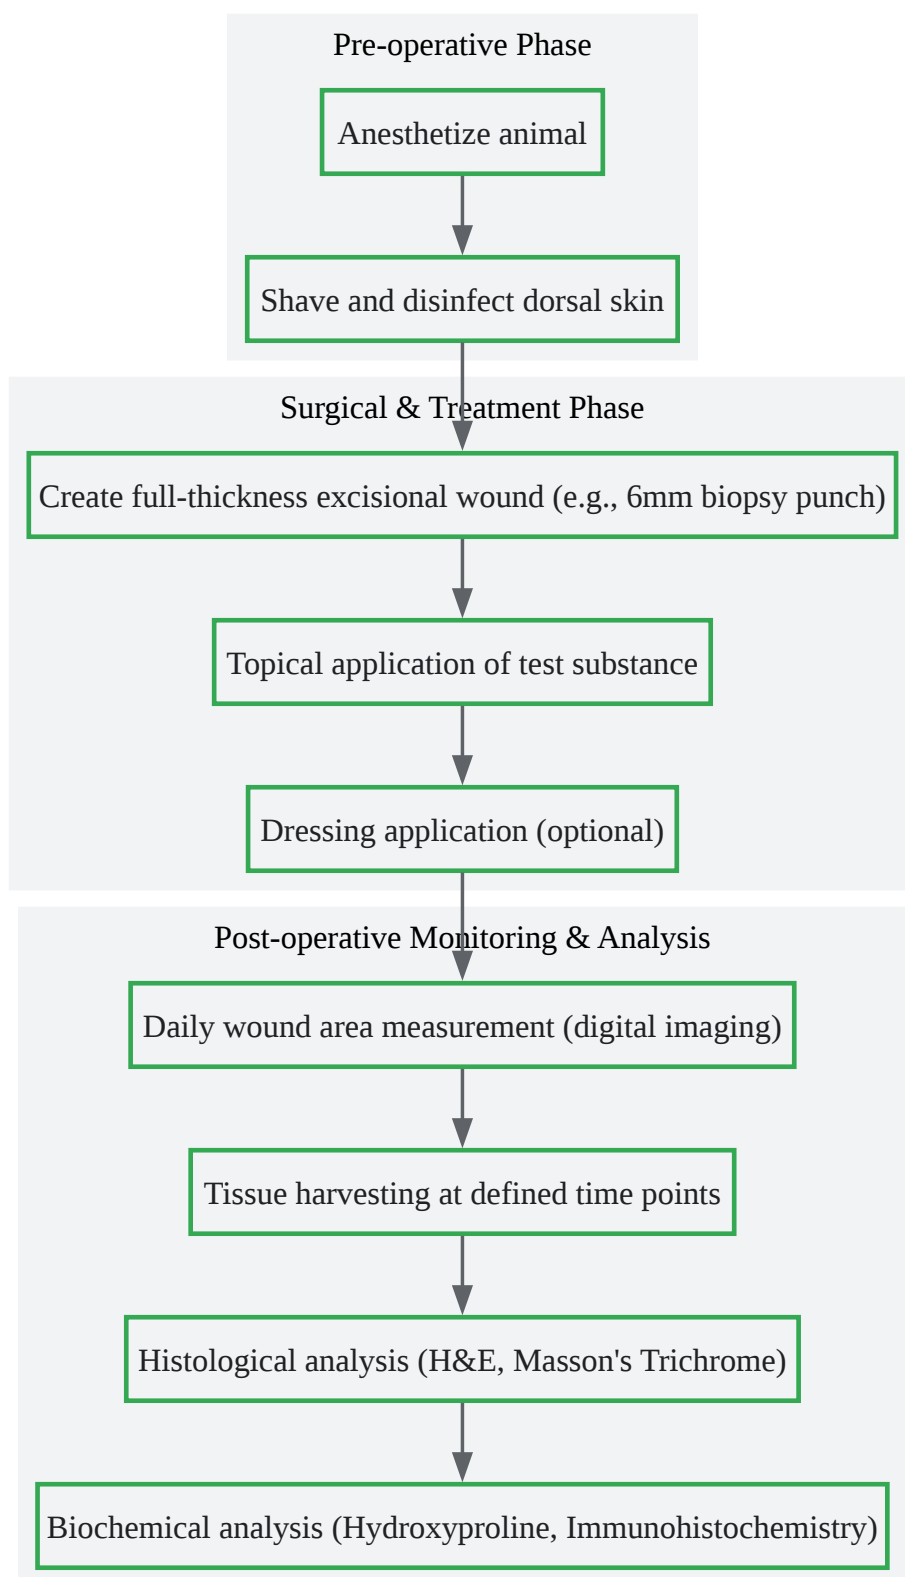 Pre-operative Phase
Anesthetize animal
Shave and disinfect dorsal skin
Surgical & Treatment Phase
Create full-thickness excisional wound (e.g., 6mm biopsy punch)
Topical application of test substance
Dressing application (optional)
Post-operative Monitoring & Analysis
Daily wound area measurement (digital imaging)
Tissue harvesting at defined time points
Histological analysis (H&E, Masson's Trichrome)
Biochemical analysis (Hydroxyproline, Immunohistochemistry)